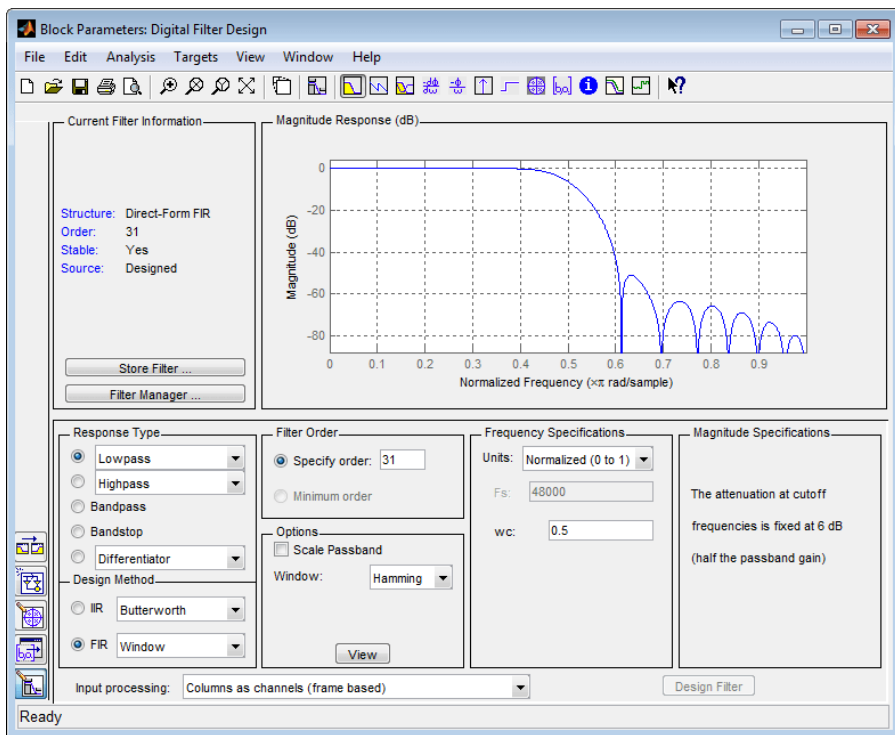 Block Parameters: Digital Filter Design
File Edit Analysis Targets View Window Help
Current Filter Information
Structure: Direct-Form FIR
Order: 31
Stable: Yes
Source: Designed
Store Filter ...
Filter Manager ...
Magnitude Response (dB)
0
-20
-40
-60
-80
Magnitude (dB)
0 0.1 0.2 0.3 0.4 0.5 0.6 0.7 0.8 0.9
Normalized Frequency (×π rad/sample)
Response Type
Lowpass
Highpass
Bandpass
Bandstop
Differentiator
Design Method
IIR Butterworth
FIR Window
Filter Order
Specify order: 31
Minimum order
Options
Scale Passband
Window: Hamming
View
Frequency Specifications
Units: Normalized (0 to 1)
Fs: 48000
wc: 0.5
Magnitude Specifications
The attenuation at cutoff
frequencies is fixed at 6 dB
(half the passband gain)
Input processing: Columns as channels (frame based)
Design Filter
Ready